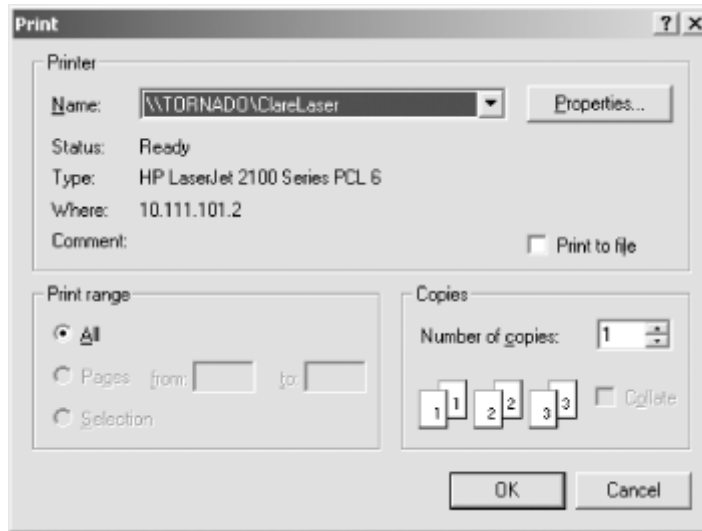 Print
Printer
Name: \\TORNADO\ClareLaser Properties...
Status: Ready
Type: HP LaserJet 2100 Series PCL 6
Where: 10.111.101.2
Comment: Print to file
Print range
All
Pages from: to:
Selection
Copies
Number of copies: 1
1 1 2 2 3 3 Collate
OK Cancel